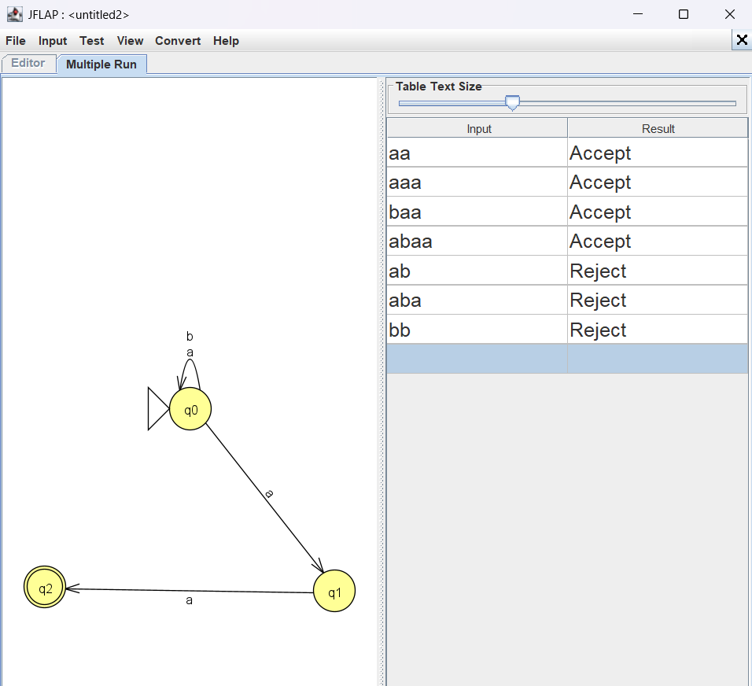 JFLAP : <untitled2>
File Input Test View Convert Help
Editor Multiple Run
Table Text Size
Input Result
aa Accept
aaa Accept
baa Accept
abaa Accept
ab Reject
aba Reject
bb Reject
b
a
q0
a
q2
q1
a